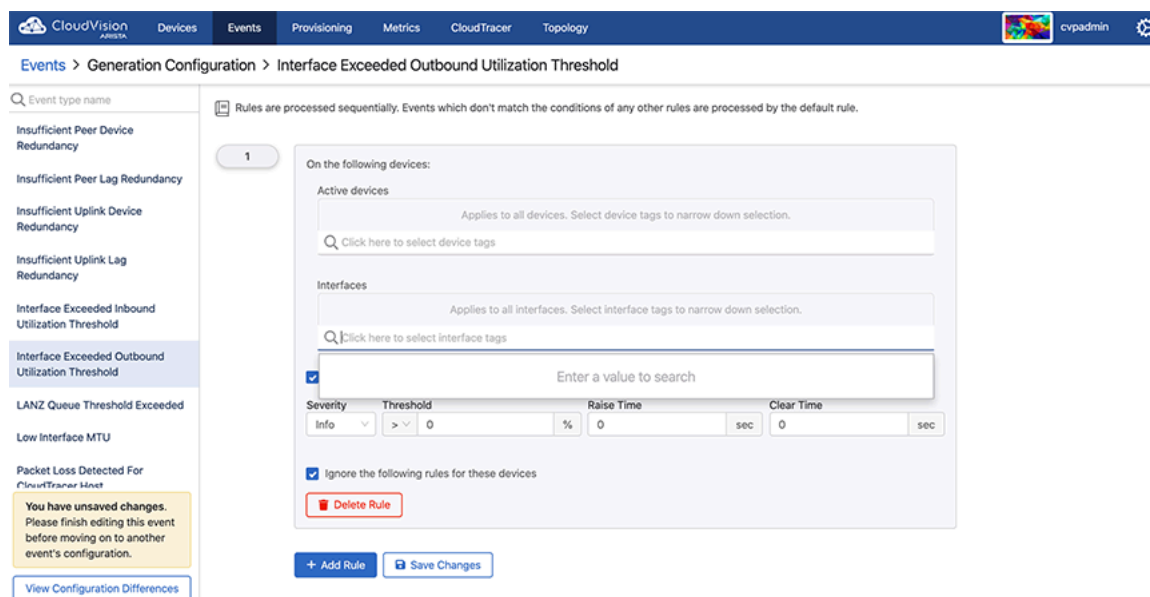 CloudVision
ARISTA
Devices
Events
Provisioning
Metrics
CloudTracer
Topology
cvpadmin
Events > Generation Configuration > Interface Exceeded Outbound Utilization Threshold
Event type name
Insufficient Peer Device
Redundancy
Insufficient Peer Lag Redundancy
Insufficient Uplink Device
Redundancy
Insufficient Uplink Lag
Redundancy
Interface Exceeded Inbound
Utilization Threshold
Interface Exceeded Outbound
Utilization Threshold
LANZ Queue Threshold Exceeded
Low Interface MTU
Packet Loss Detected For
CloudTracer Host
You have unsaved changes.
Please finish editing this event
before moving on to another
event's configuration.
View Configuration Differences
Rules are processed sequentially. Events which don't match the conditions of any other rules are processed by the default rule.
1
On the following devices:
Active devices
Applies to all devices. Select device tags to narrow down selection.
Click here to select device tags
Interfaces
Applies to all interfaces. Select interface tags to narrow down selection.
Click here to select interface tags
Enter a value to search
Severity Threshold Raise Time Clear Time
Info > 0 % 0 sec 0 sec
Ignore the following rules for these devices
Delete Rule
+ Add Rule
Save Changes